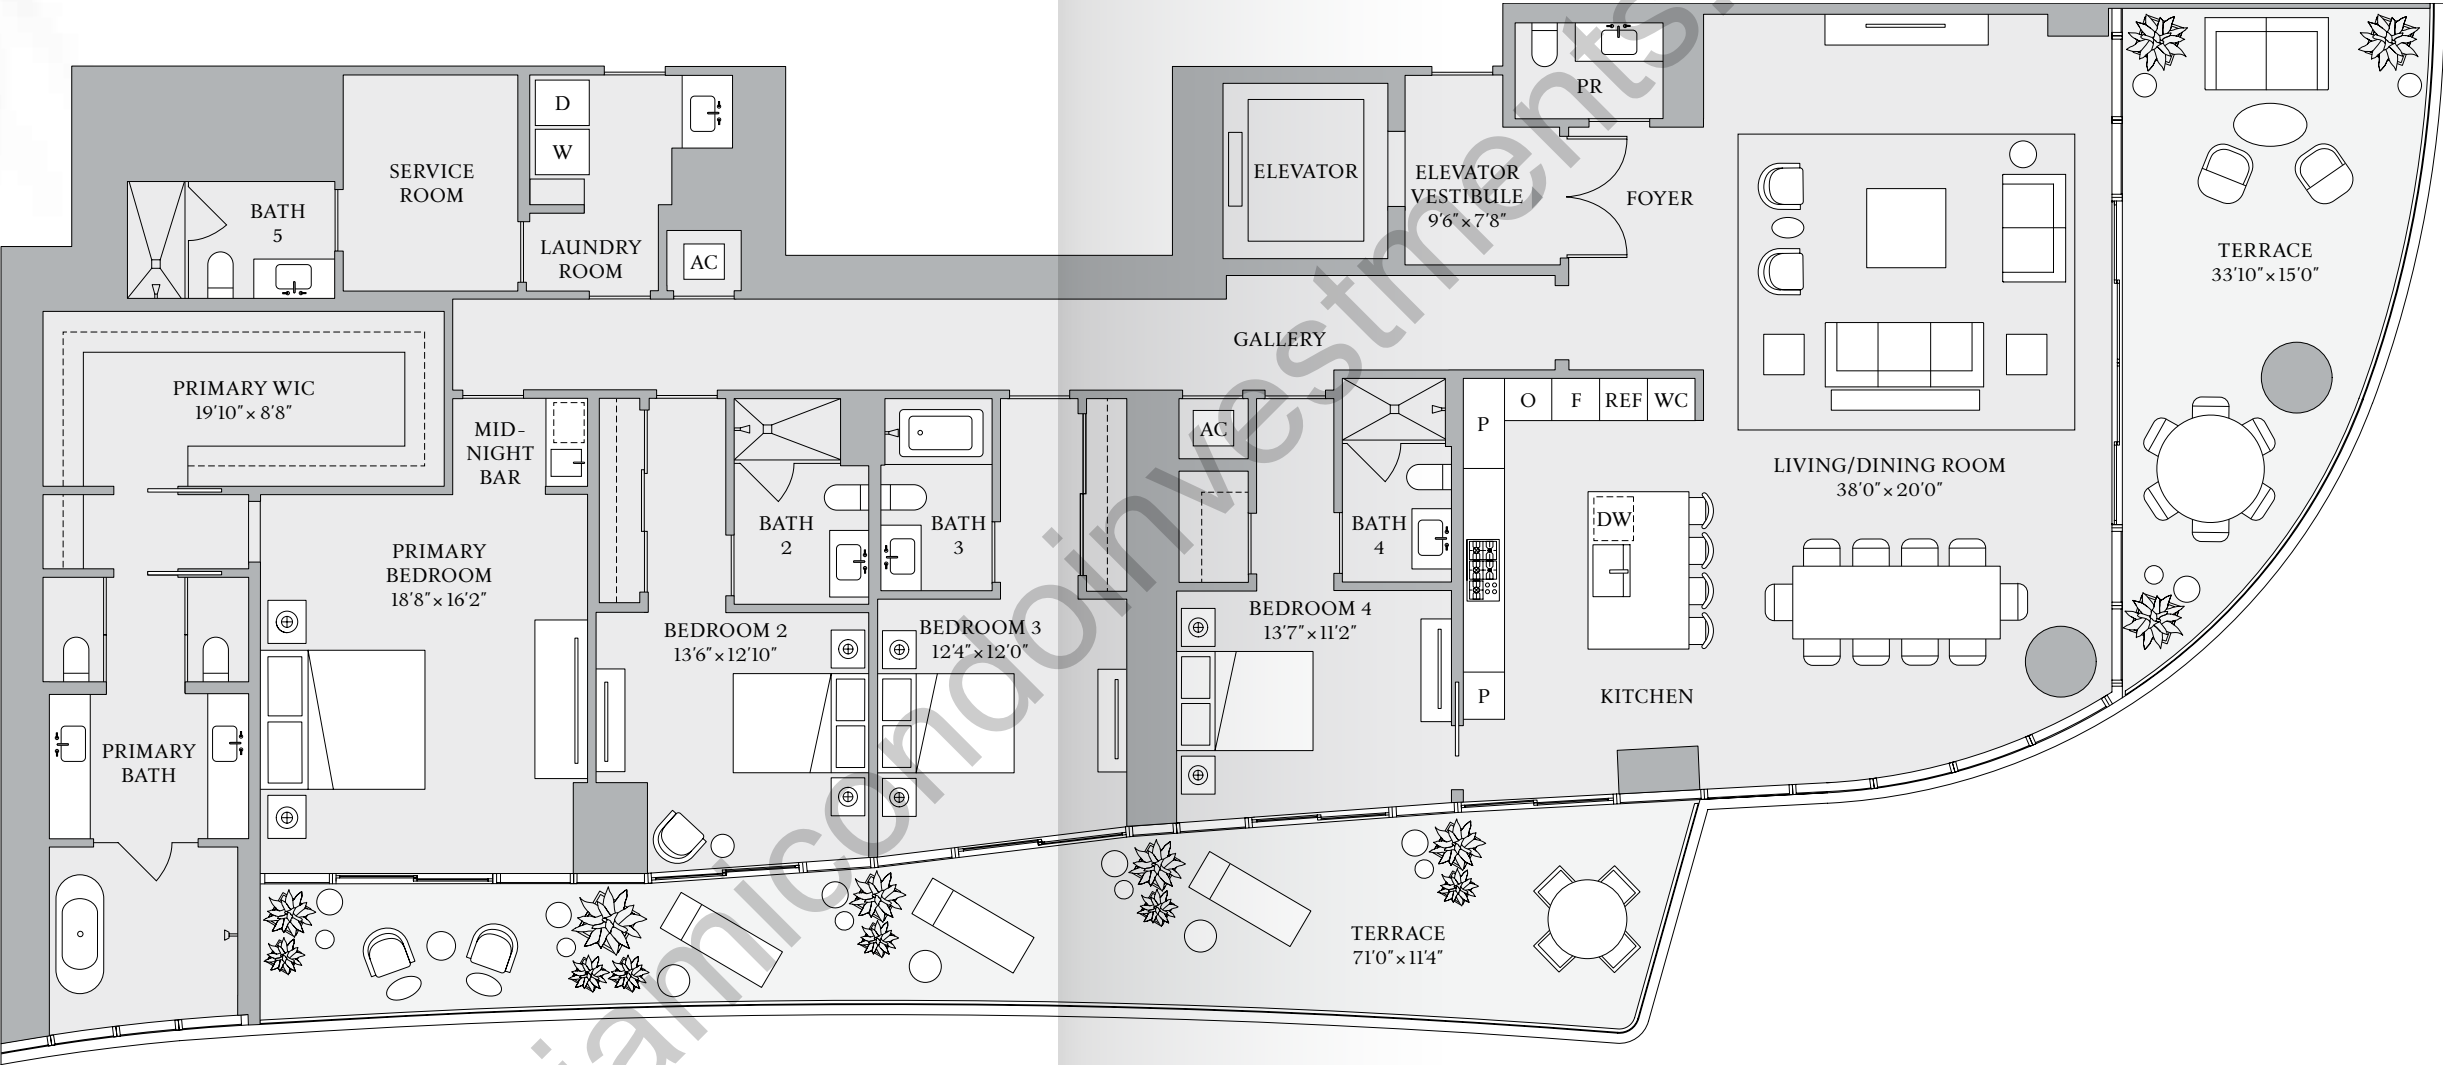 PR
D
W
SERVICE
ROOM
BATH
5
LAUNDRY
ROOM
AC
ELEVATOR
ELEVATOR
VESTIBULE
9'6" × 7'8"
FOYER
TERRACE
33'10" × 15'0"
GALLERY
PRIMARY WIC
19'10" × 8'8"
MID-
NIGHT
BAR
AC
P
O
F
REF
WC
LIVING/DINING ROOM
38'0" × 20'0"
BATH
2
BATH
3
BATH
4
DW
PRIMARY
BEDROOM
18'8" × 16'2"
BEDROOM 2
13'6" × 12'10"
BEDROOM 3
12'4" × 12'0"
BEDROOM 4
13'7" × 11'2"
P
KITCHEN
PRIMARY
BATH
TERRACE
71'0" × 11'4"
iamicondoinvestments.